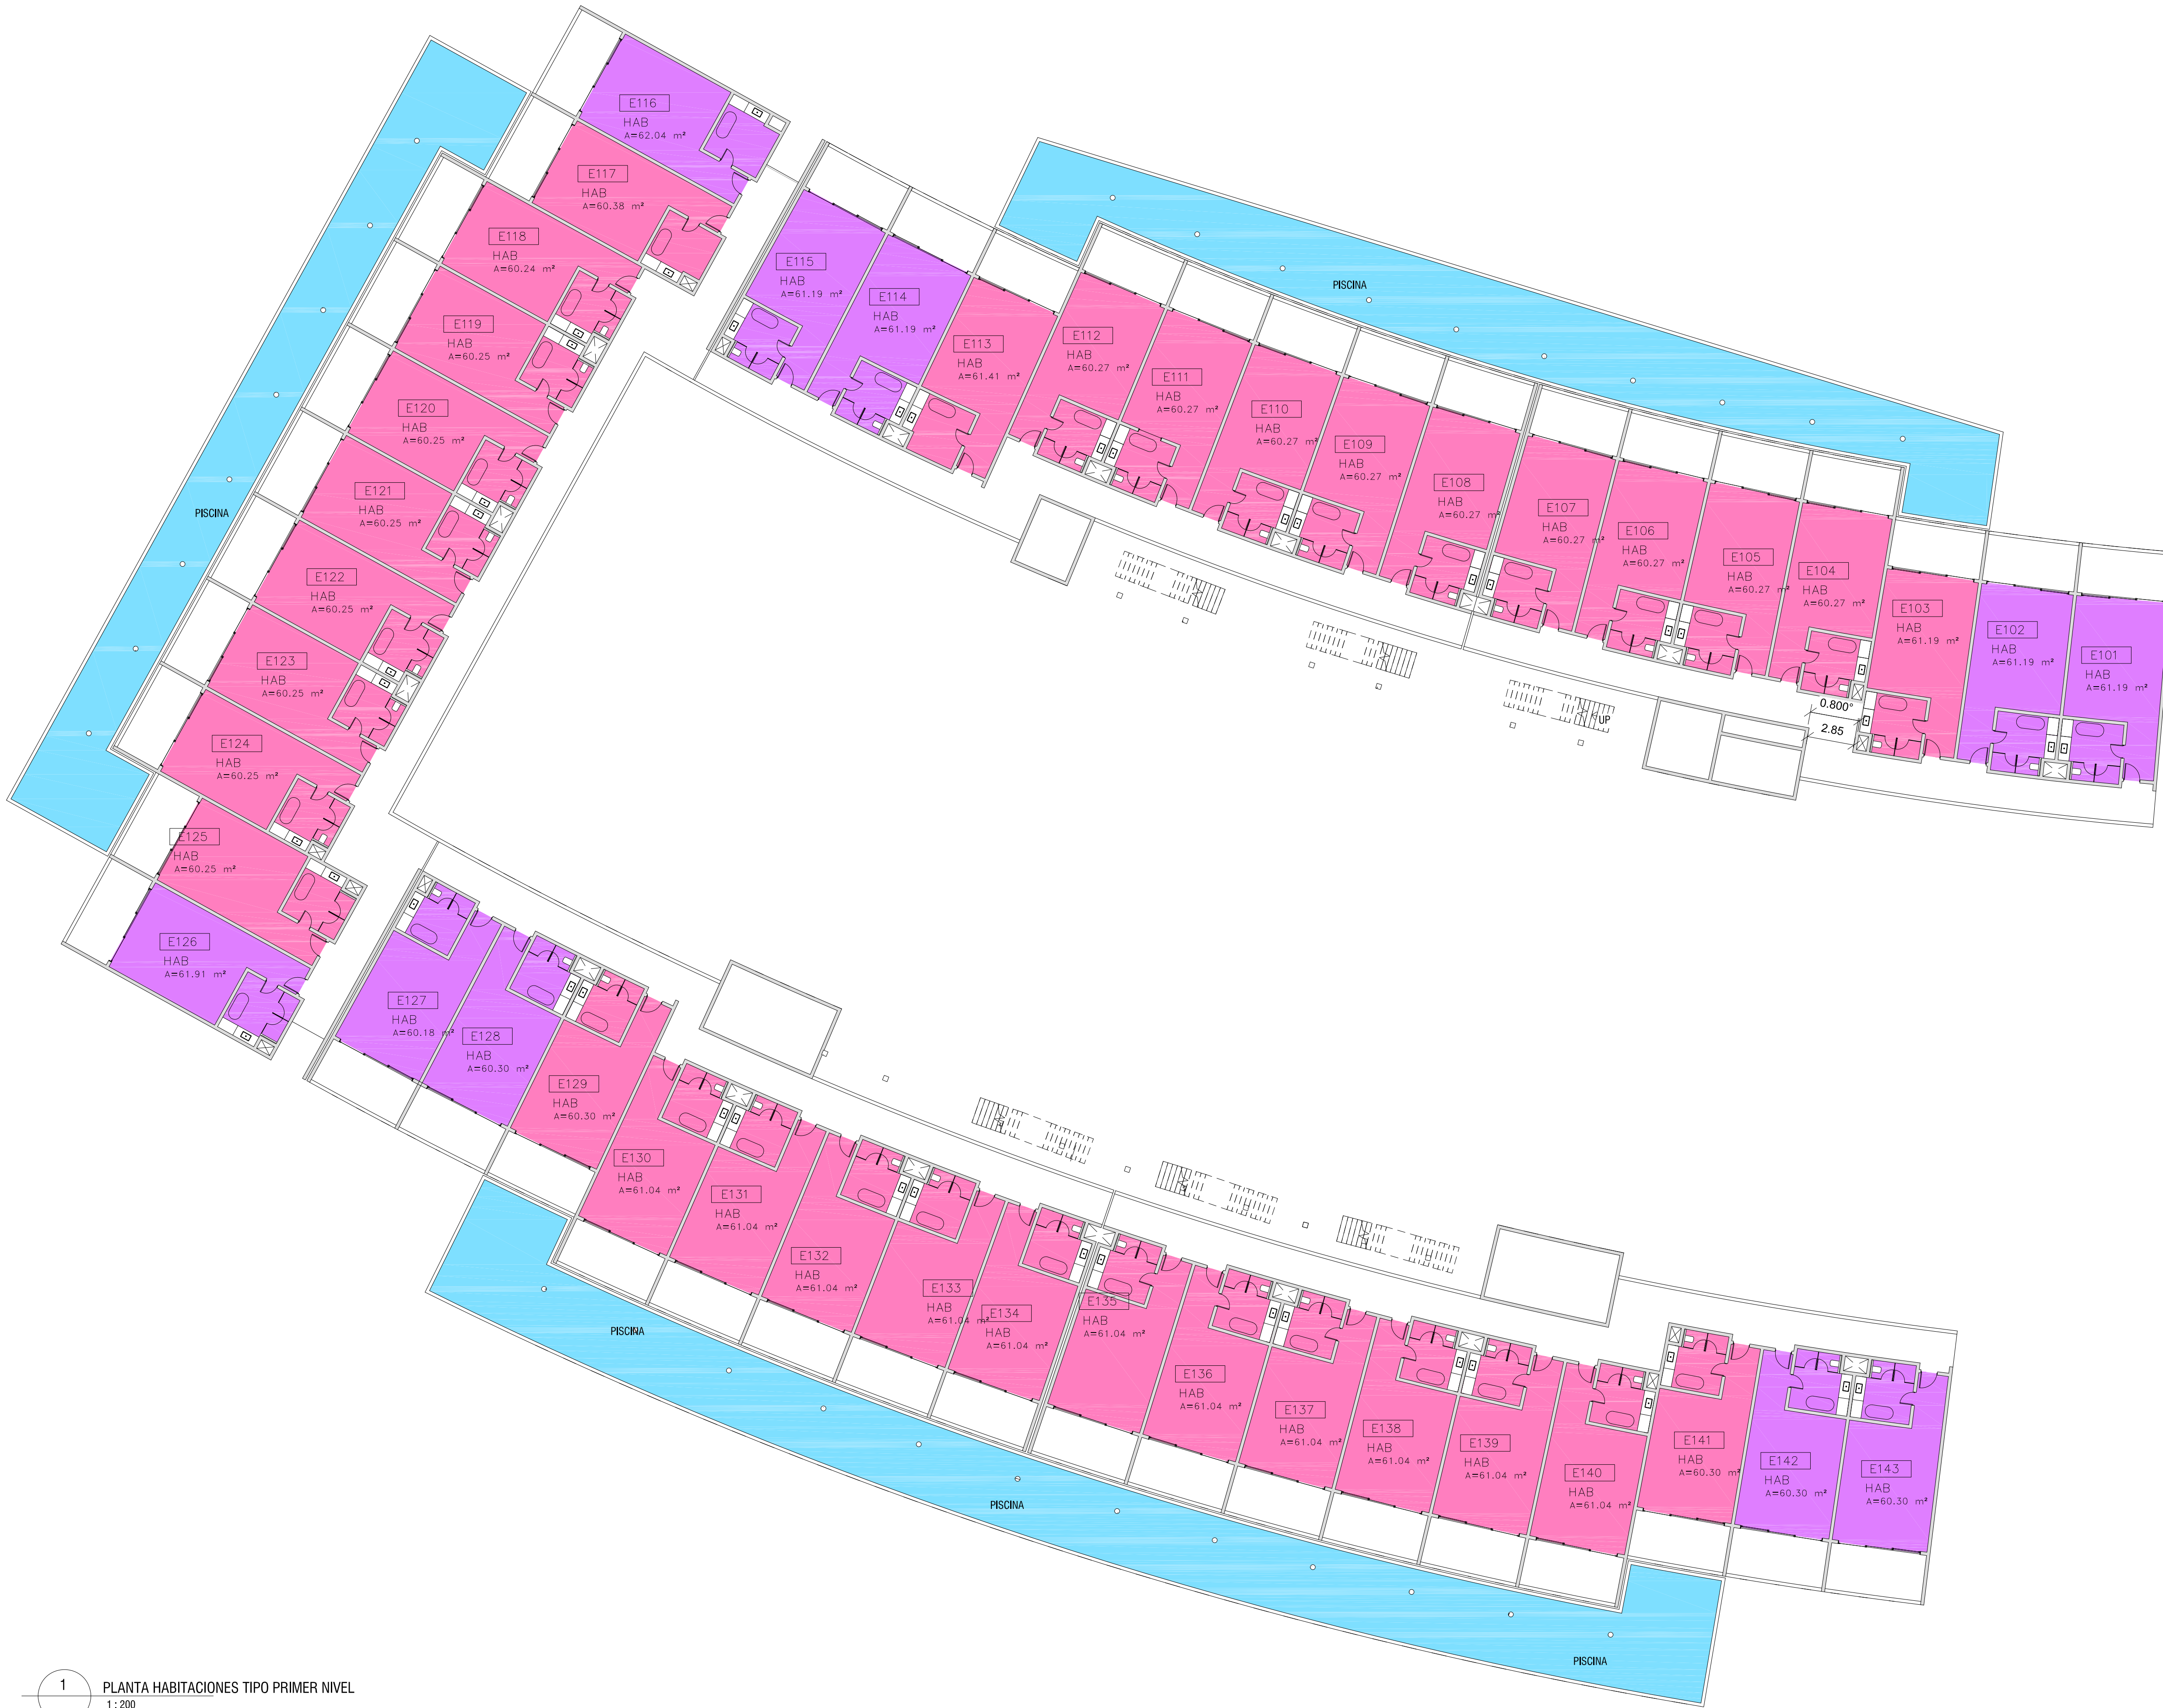 E116
HAB
A=62.04 m²
E117
HAB
A=60.38 m²
E118
HAB
A=60.24 m²
E119
HAB
A=60.25 m²
E120
HAB
A=60.25 m²
E121
HAB
A=60.25 m²
E122
HAB
A=60.25 m²
E123
HAB
A=60.25 m²
E124
HAB
A=60.25 m²
E125
HAB
A=60.25 m²
E126
HAB
A=61.91 m²
PISCINA
E115
HAB
A=61.19 m²
E114
HAB
A=61.19 m²
E113
HAB
A=61.41 m²
E112
HAB
A=60.27 m²
E111
HAB
A=60.27 m²
E110
HAB
A=60.27 m²
E109
HAB
A=60.27 m²
E108
HAB
A=60.27 m²
E107
HAB
A=60.27 m²
E106
HAB
A=60.27 m²
E105
HAB
A=60.27 m²
E104
HAB
A=60.27 m²
E103
HAB
A=61.19 m²
E102
HAB
A=61.19 m²
E101
HAB
A=61.19 m²
PISCINA
UP
0.800°
2.85
E127
HAB
A=60.18 m²
E128
HAB
A=60.30 m²
E129
HAB
A=60.30 m²
E130
HAB
A=61.04 m²
E131
HAB
A=61.04 m²
E132
HAB
A=61.04 m²
E133
HAB
A=61.04 m²
E134
HAB
A=61.04 m²
E135
HAB
A=61.04 m²
E136
HAB
A=61.04 m²
E137
HAB
A=61.04 m²
E138
HAB
A=61.04 m²
E139
HAB
A=61.04 m²
E140
HAB
A=61.04 m²
E141
HAB
A=60.30 m²
E142
HAB
A=60.30 m²
E143
HAB
A=60.30 m²
PISCINA
PISCINA
PISCINA
1
PLANTA HABITACIONES TIPO PRIMER NIVEL
1 : 200